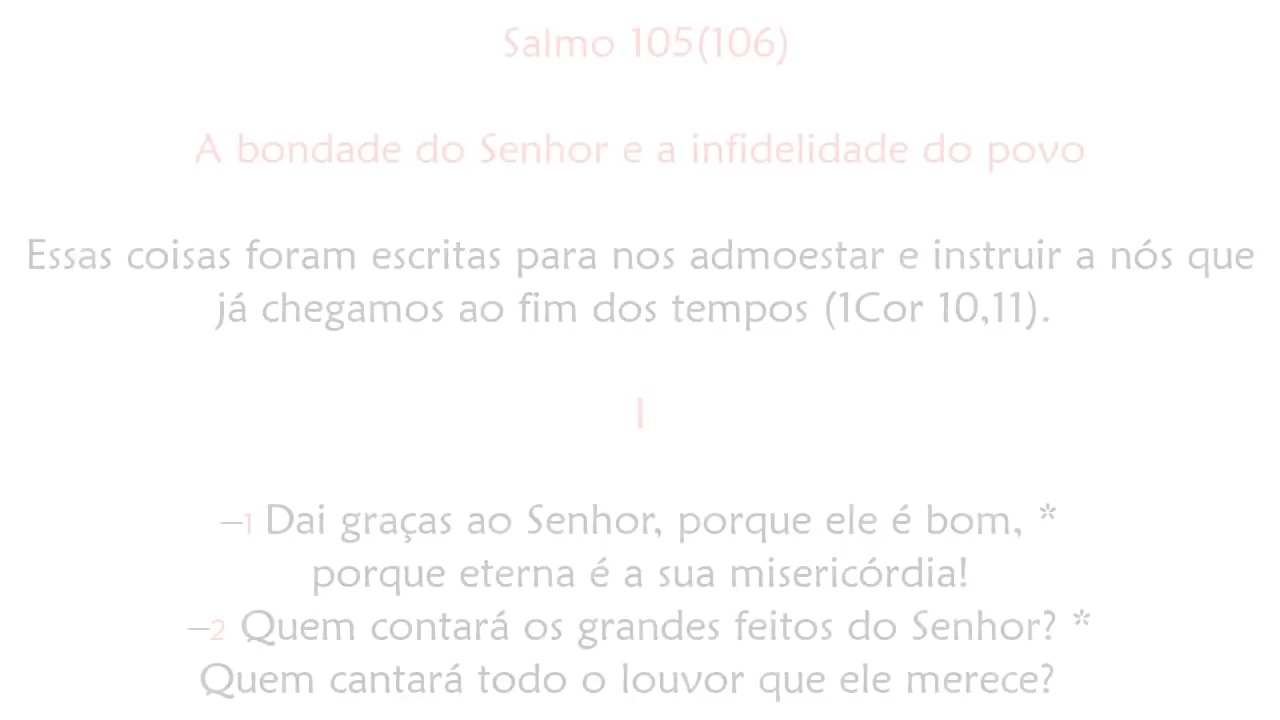 Salmo 105(106)
A bondade do Senhor e a infidelidade do povo
Essas coisas foram escritas para nos admoestar e instruir a nós que
já chegamos ao fim dos tempos (1Cor 10,11).
I
–1 Dai graças ao Senhor, porque ele é bom, *
porque eterna é a sua misericórdia!
–2 Quem contará os grandes feitos do Senhor? *
Quem cantará todo o louvor que ele merece?